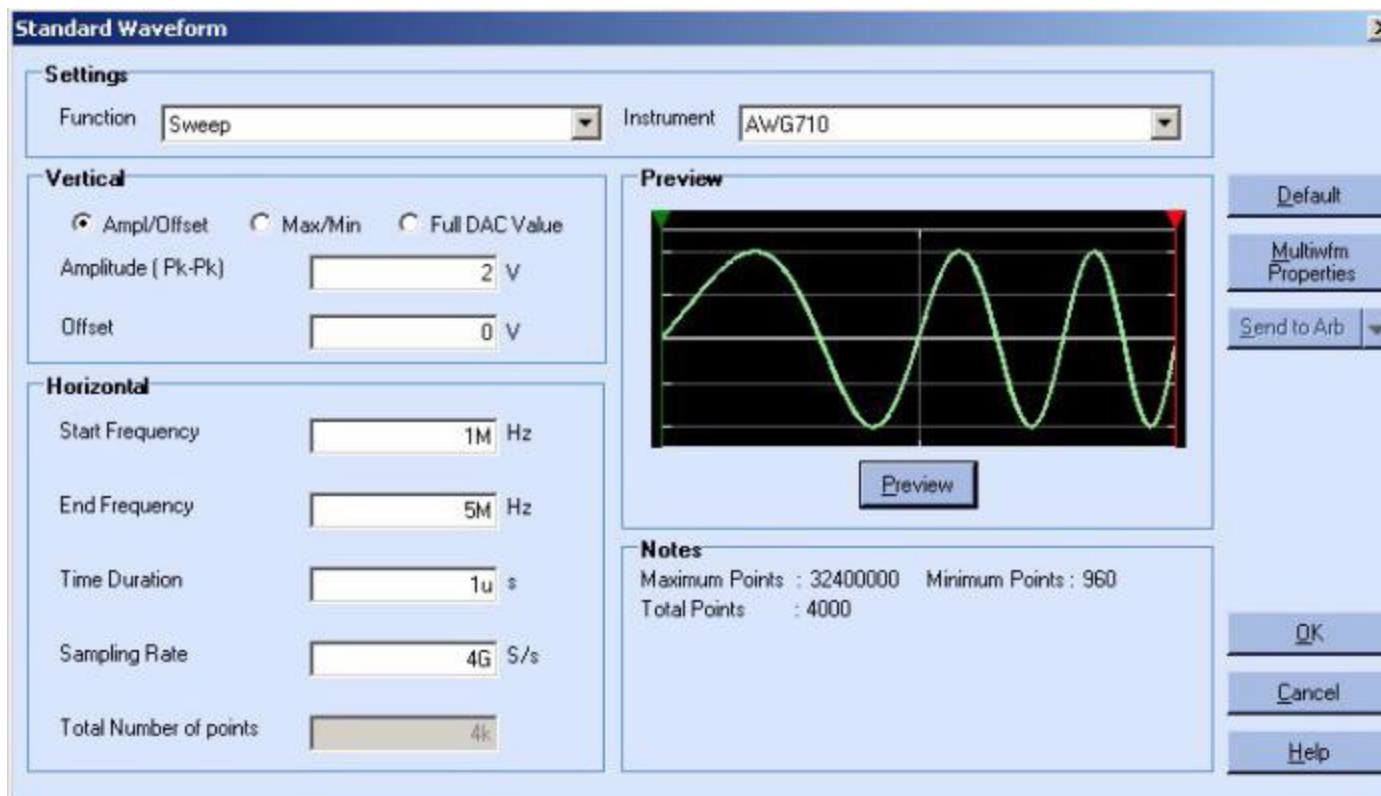 Standard Waveform
Settings
Function Sweep Instrument AWG710
Vertical
Ampl/Offset Max/Min Full DAC Value
Amplitude ( Pk-Pk) 2 V
Offset 0 V
Horizontal
Start Frequency 1M Hz
End Frequency 5M Hz
Time Duration 1u s
Sampling Rate 4G S/s
Total Number of points 4k
Preview
Preview
Notes
Maximum Points : 32400000 Minimum Points : 960
Total Points : 4000
Default
Multiwfm
Properties
Send to Arb
OK
Cancel
Help